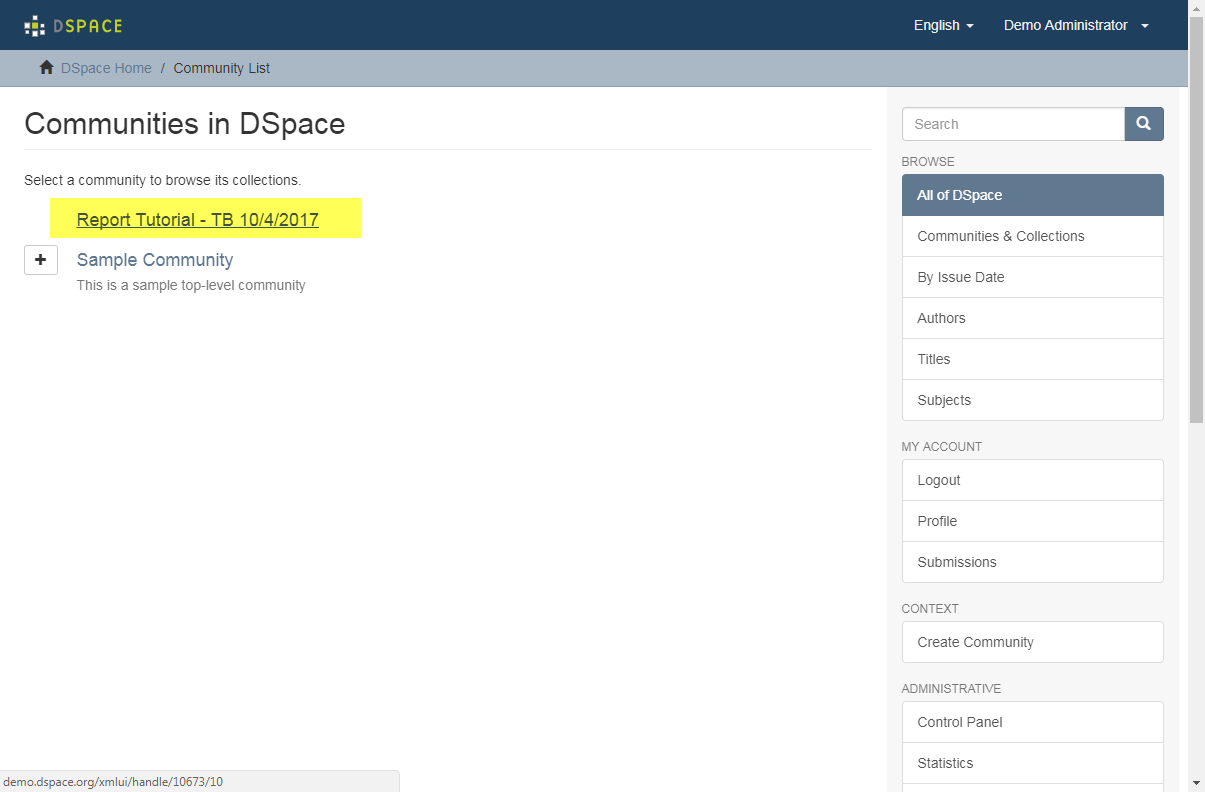 DSPACE
English
Demo Administrator
DSpace Home / Community List
Communities in DSpace
Select a community to browse its collections.
Report Tutorial - TB 10/4/2017
+ Sample Community
This is a sample top-level community
Search
BROWSE
All of DSpace
Communities & Collections
By Issue Date
Authors
Titles
Subjects
MY ACCOUNT
Logout
Profile
Submissions
CONTEXT
Create Community
ADMINISTRATIVE
Control Panel
Statistics
demo.dspace.org/xmlui/handle/10673/10